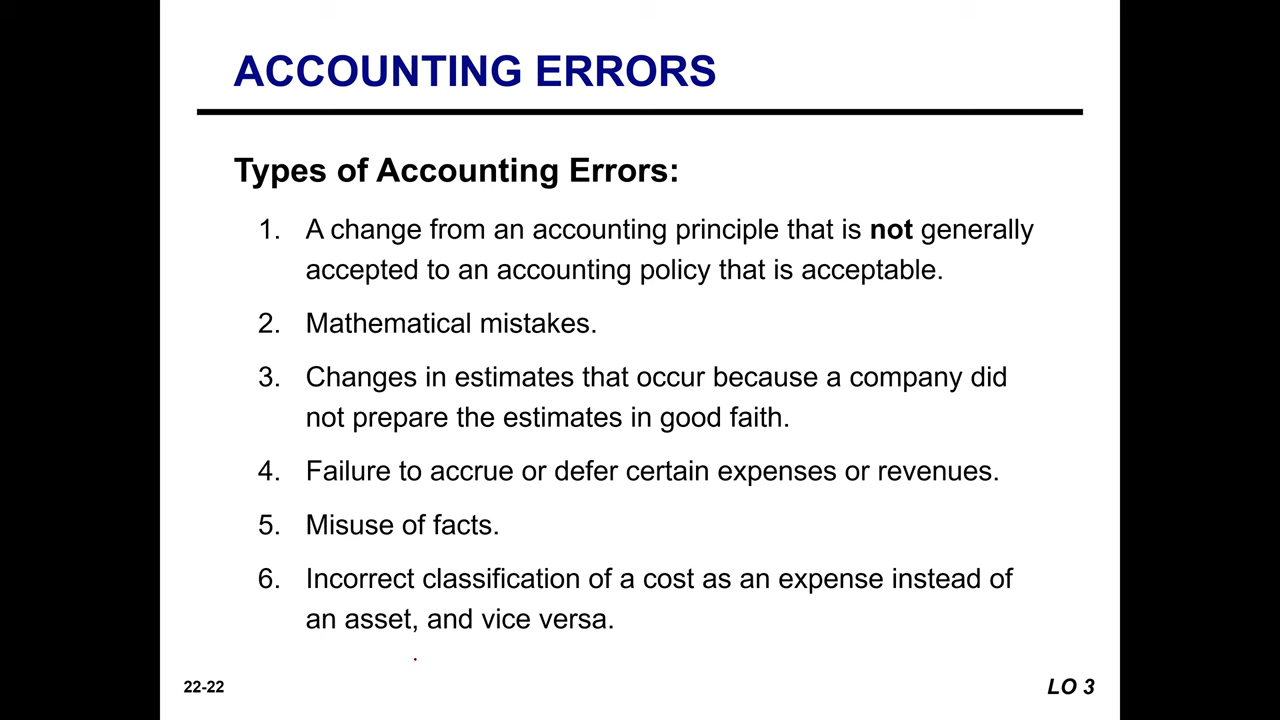 ACCOUNTING ERRORS
Types of Accounting Errors:
1. A change from an accounting principle that is not generally
accepted to an accounting policy that is acceptable.
2. Mathematical mistakes.
3. Changes in estimates that occur because a company did
not prepare the estimates in good faith.
4. Failure to accrue or defer certain expenses or revenues.
5. Misuse of facts.
6. Incorrect classification of a cost as an expense instead of
an asset, and vice versa.
22-22 LO 3